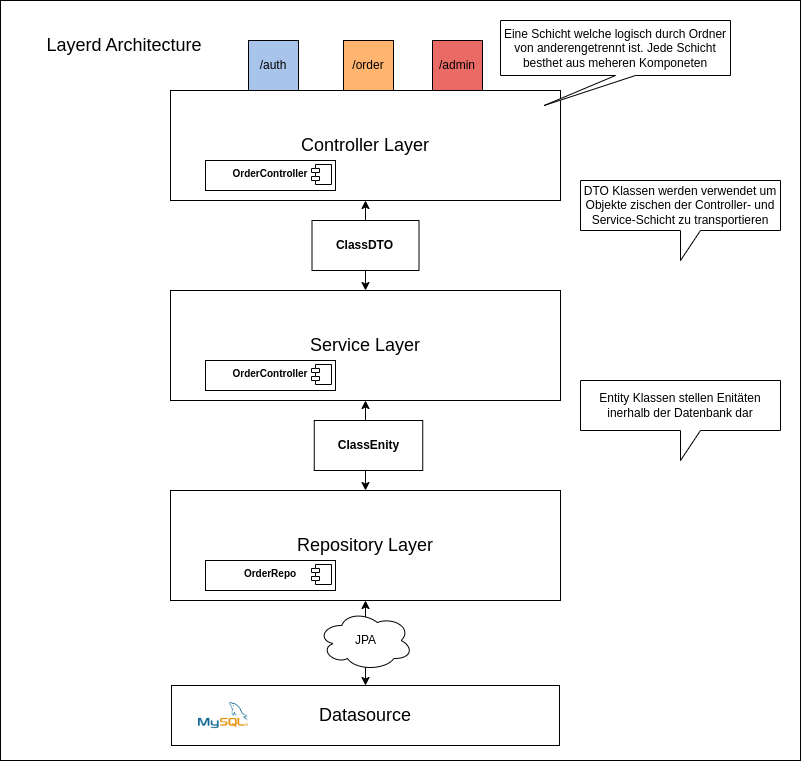 Layerd Architecture
/auth
/order
/admin
Eine Schicht welche logisch durch Ordner
von anderengetrennt ist. Jede Schicht
besthet aus meheren Komponeten
Controller Layer
OrderController
DTO Klassen werden verwendet um
Objekte zischen der Controller- und
Service-Schicht zu transportieren
ClassDTO
Service Layer
OrderController
Entity Klassen stellen Enitäten
inerhalb der Datenbank dar
ClassEnity
Repository Layer
OrderRepo
JPA
MySQL
Datasource